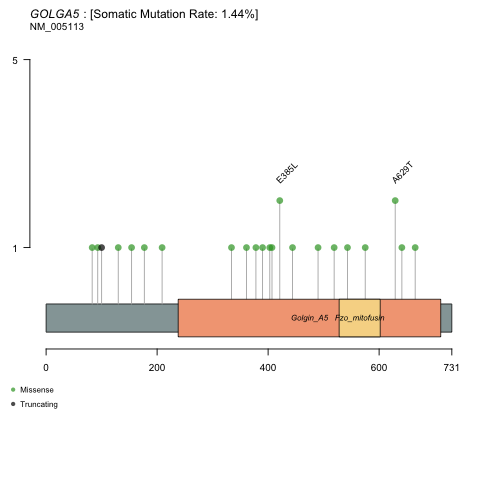 GOLGA5 : [Somatic Mutation Rate: 1.44%]
NM_005113
5
E385L
A629T
1
Golgin_A5
Fzo_mitofusin
0
200
400
600
731
Missense
Truncating